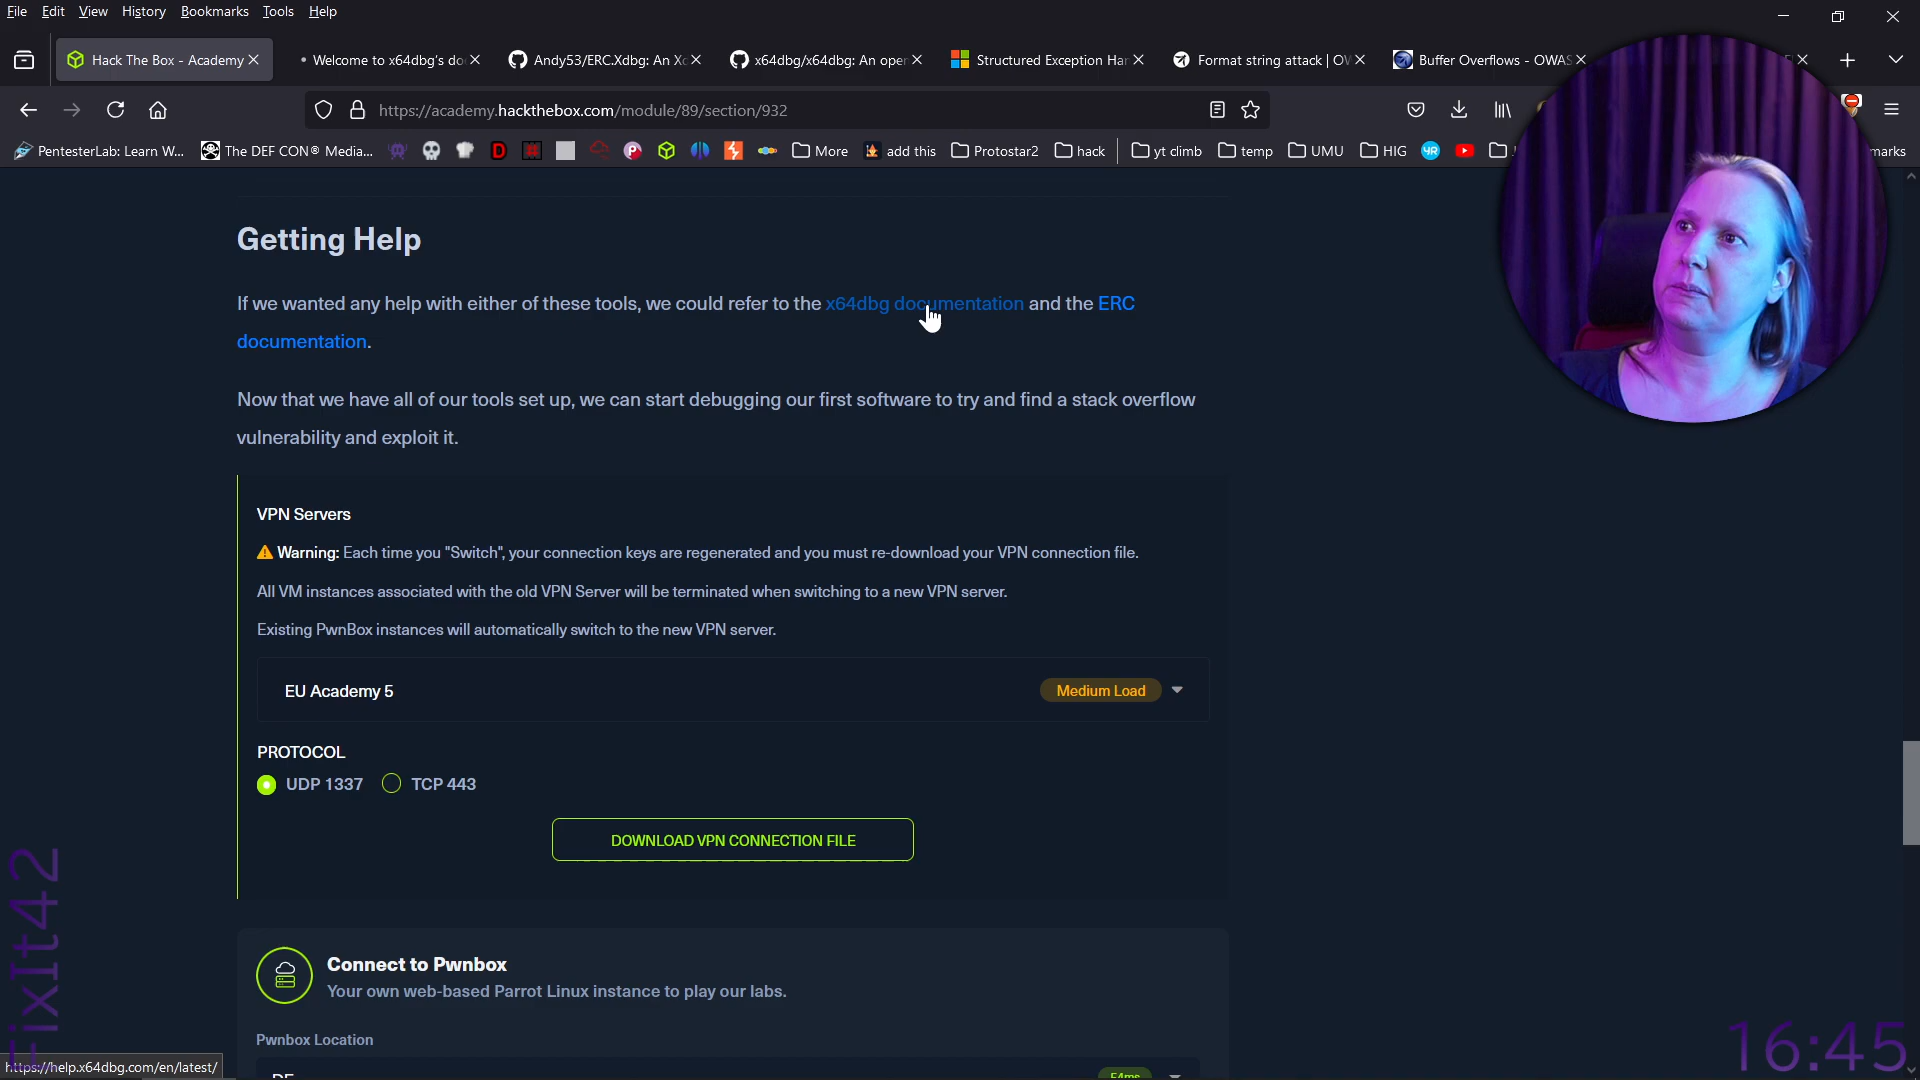 File Edit View History Bookmarks Tools Help
Hack The Box - Academy
Welcome to x64dbg's do
Andy53/ERC.Xdbg: An X
x64dbg/x64dbg: An oper
Structured Exception Har
Format string attack | OV
Buffer Overflows - OWAS
https://academy.hackthebox.com/module/89/section/932
PentesterLab: Learn W...
The DEF CON® Media...
More
add this
Protostar2
hack
yt climb
temp
UMU
HIG
marks
Getting Help
If we wanted any help with either of these tools, we could refer to the x64dbg documentation and the ERC
documentation.
Now that we have all of our tools set up, we can start debugging our first software to try and find a stack overflow
vulnerability and exploit it.
VPN Servers
Warning: Each time you "Switch", your connection keys are regenerated and you must re-download your VPN connection file.
All VM instances associated with the old VPN Server will be terminated when switching to a new VPN server.
Existing PwnBox instances will automatically switch to the new VPN server.
EU Academy 5
Medium Load
PROTOCOL
UDP 1337
TCP 443
DOWNLOAD VPN CONNECTION FILE
Connect to Pwnbox
Your own web-based Parrot Linux instance to play our labs.
Pwnbox Location
https://help.x64dbg.com/en/latest/
FixIt42
16:45